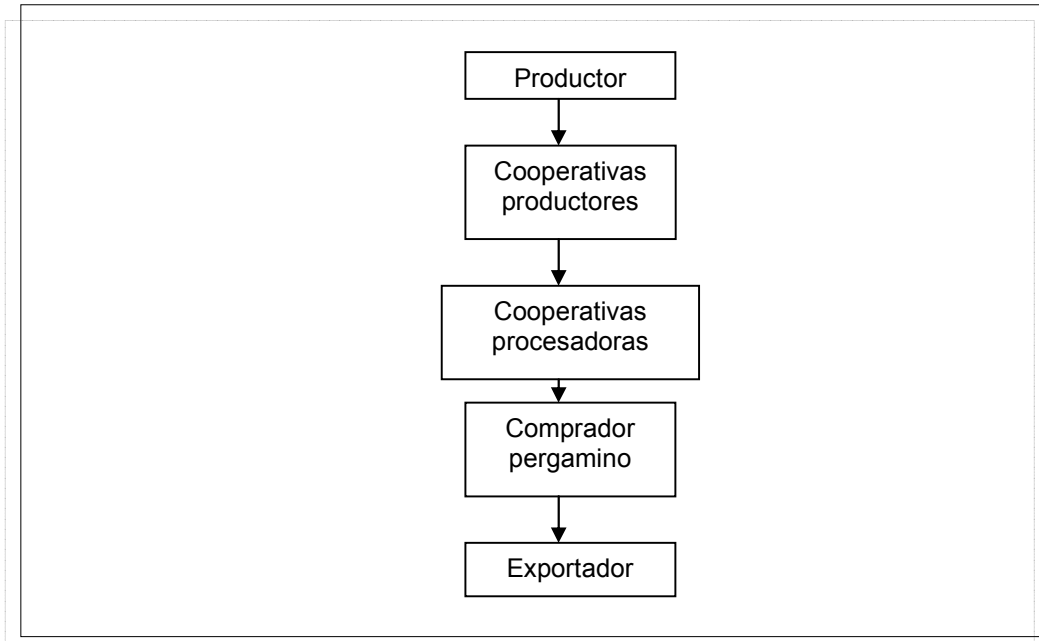 Productor
Cooperativas
productores
Cooperativas
procesadoras
Comprador
pergamino
Exportador